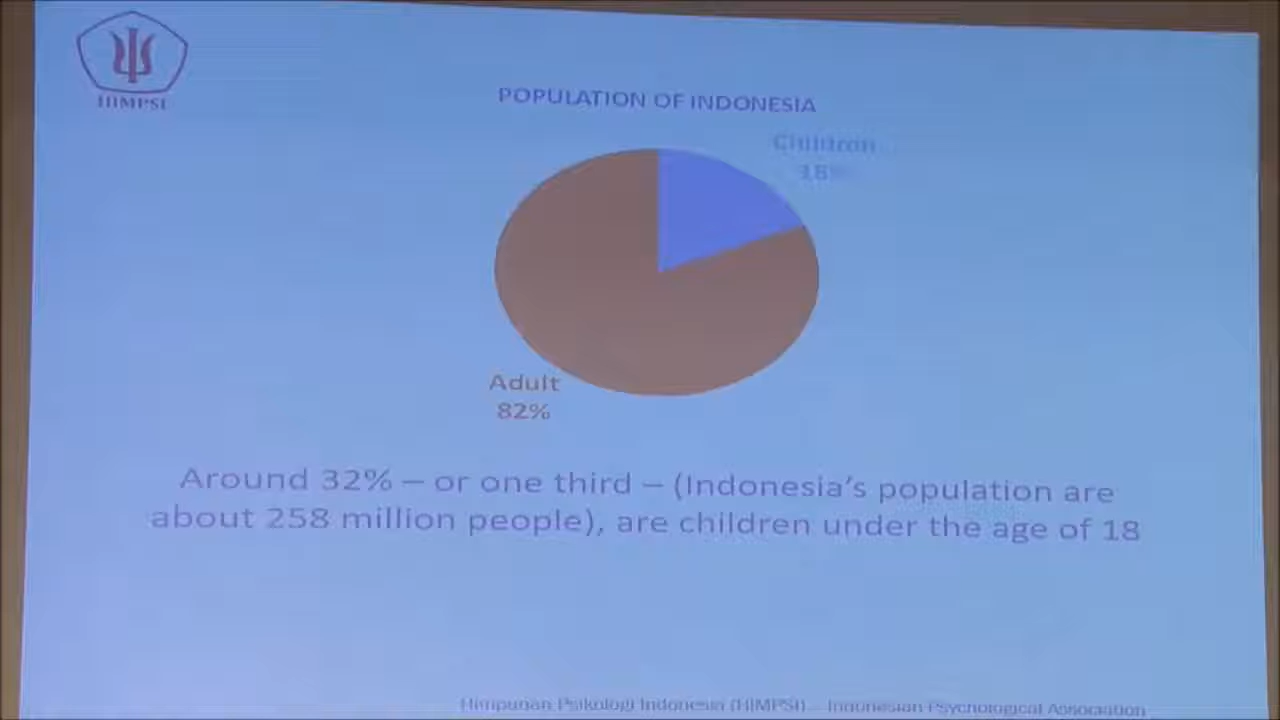 HIMPSI
POPULATION OF INDONESIA
Children
18%
Adult
82%
Around 32% – or one third – (Indonesia's population are
about 258 million people), are children under the age of 18
Himpunan Psikologi Indonesia (HIMPSI) – Indonesian Psychological Association